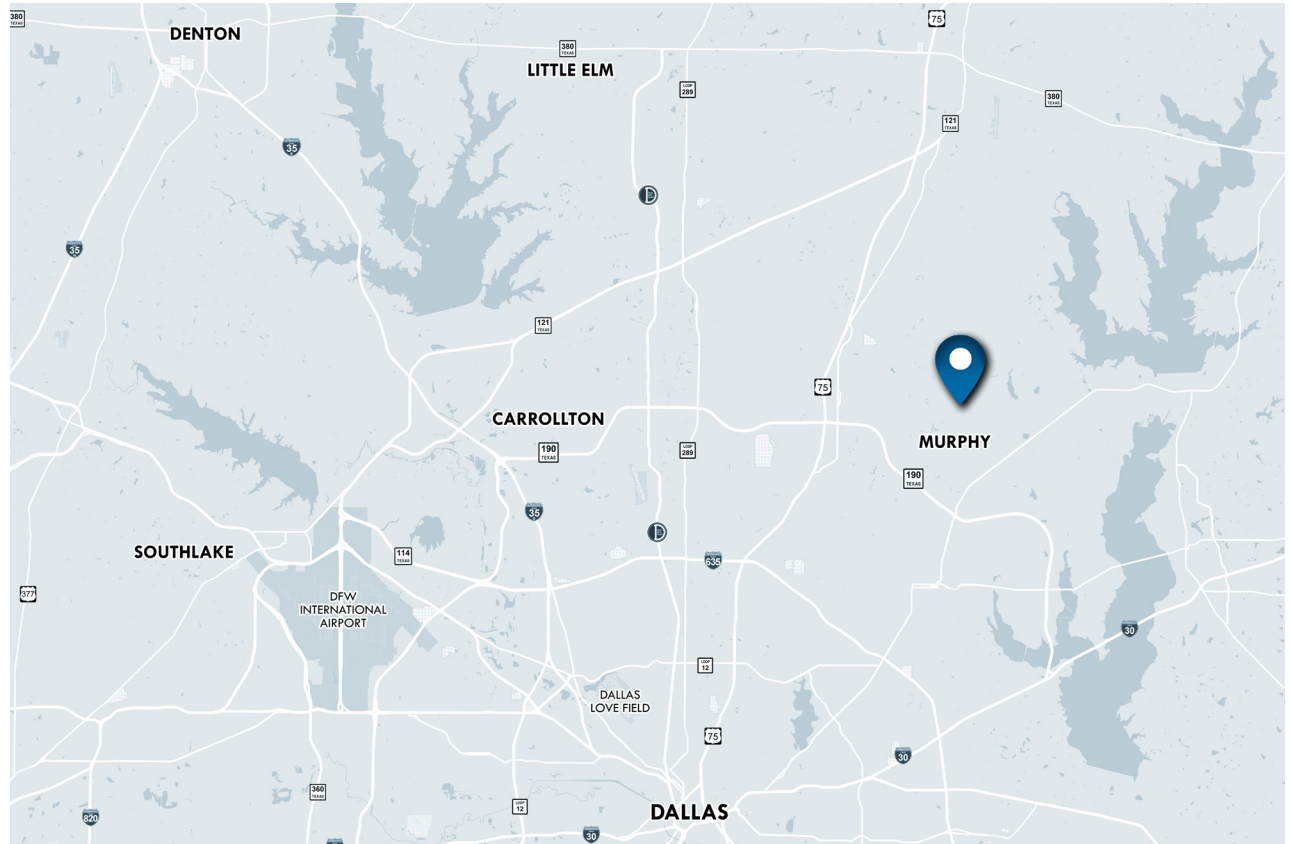 380
TEXAS
75
DENTON
380
TEXAS
LITTLE ELM
LOOP
289
380
TEXAS
121
TEXAS
35
35
121
TEXAS
75
CARROLLTON
MURPHY
190
TEXAS
LOOP
289
190
TEXAS
35
SOUTHLAKE
114
TEXAS
635
377
DFW
INTERNATIONAL
AIRPORT
30
LOOP
12
DALLAS
LOVE FIELD
75
30
360
TEXAS
LOOP
12
820
DALLAS
30